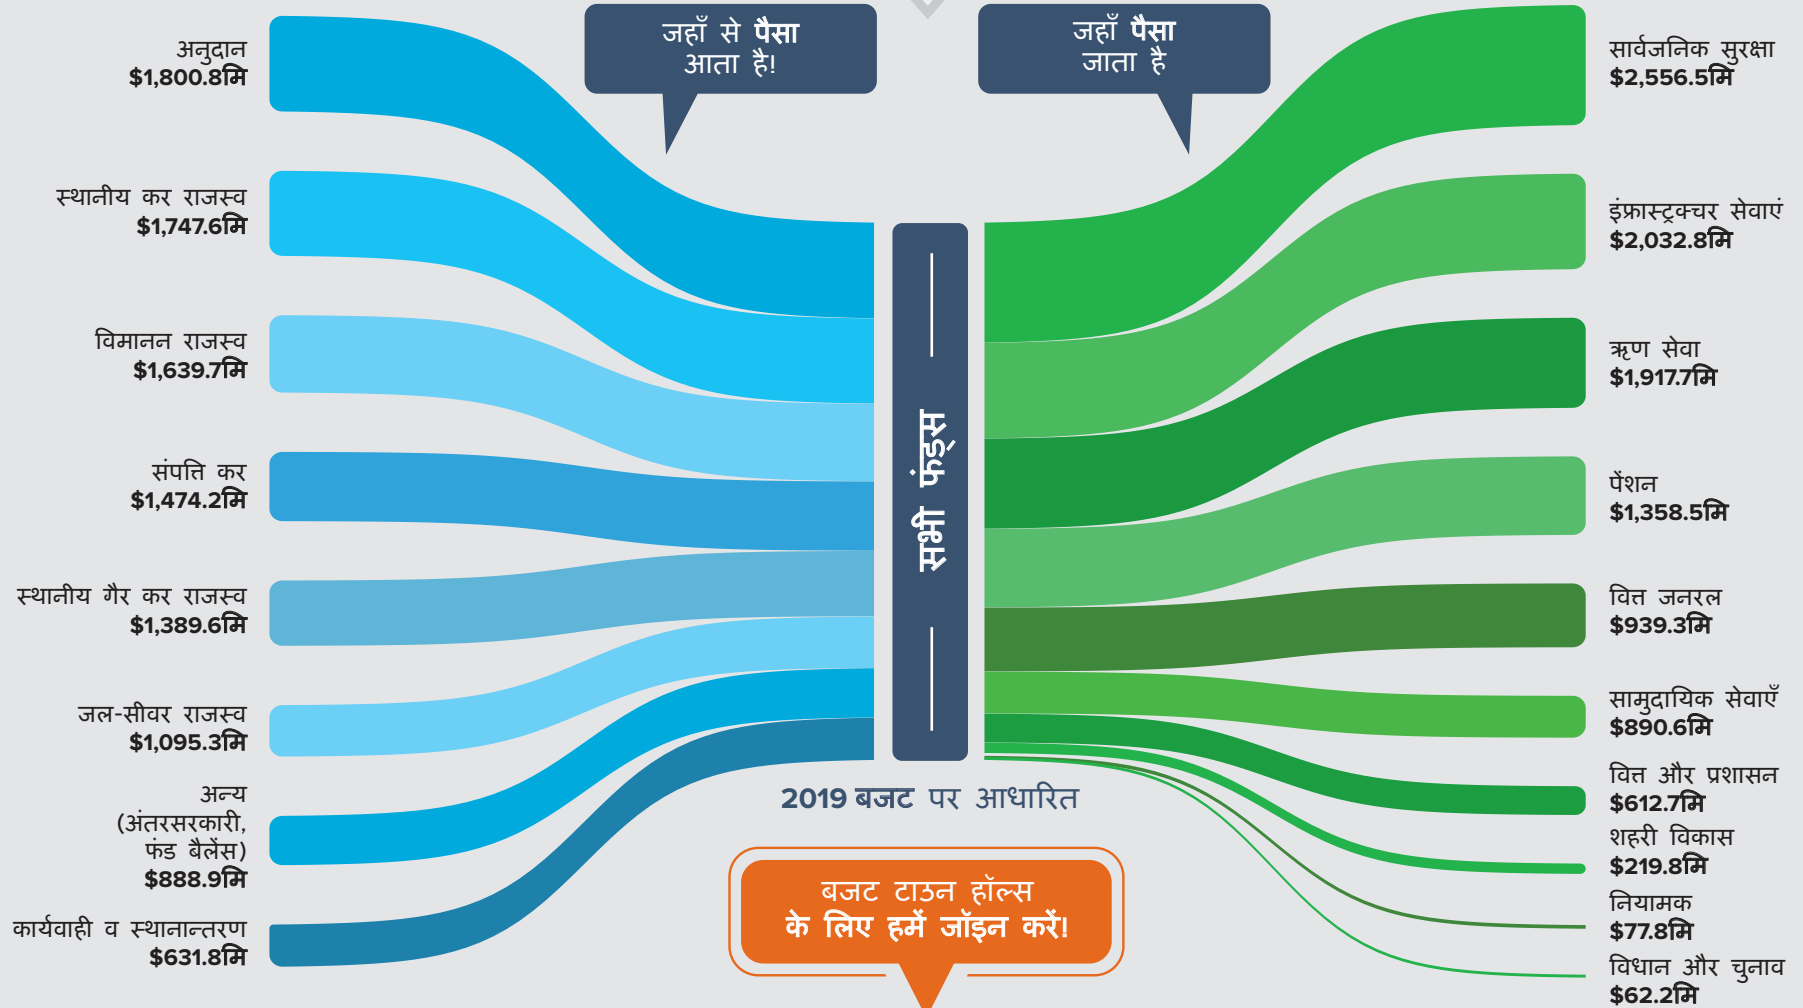 जहाँ से पैसा
आता है!
जहाँ पैसा
जाता है
अनुदान
$1,800.8मि
स्थानीय कर राजस्व
$1,747.6मि
विमानन राजस्व
$1,639.7मि
संपत्ति कर
$1,474.2मि
स्थानीय गैर कर राजस्व
$1,389.6मि
जल-सीवर राजस्व
$1,095.3मि
अन्य
(अंतरसरकारी,
फंड बैलेंस)
$888.9मि
कार्यवाही व स्थानान्तरण
$631.8मि
सभी फंड्स
सार्वजनिक सुरक्षा
$2,556.5मि
इंफ्रास्ट्रक्चर सेवाएं
$2,032.8मि
ऋण सेवा
$1,917.7मि
पेंशन
$1,358.5मि
वित्त जनरल
$939.3मि
सामुदायिक सेवाएँ
$890.6मि
वित्त और प्रशासन
$612.7मि
शहरी विकास
$219.8मि
नियामक
$77.8मि
विधान और चुनाव
$62.2मि
2019 बजट पर आधारित
बजट टाउन हॉल्स
के लिए हमें जॉइन करें!